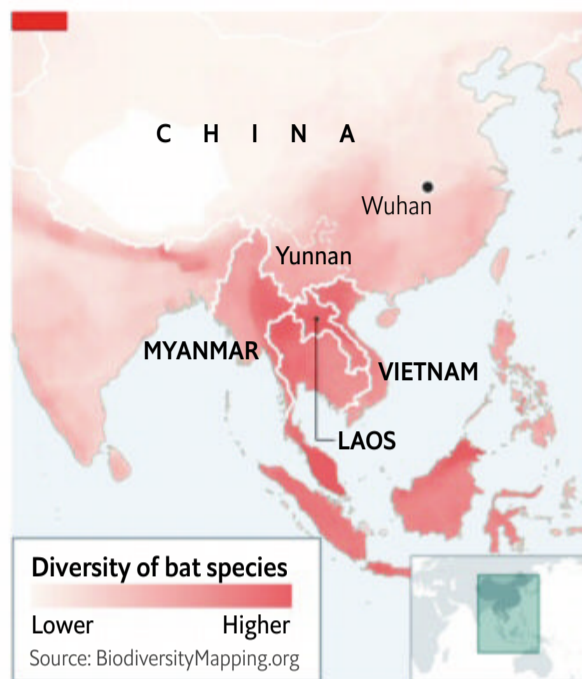 C H I N A
Wuhan
Yunnan
MYANMAR
VIETNAM
LAOS
Diversity of bat species
Lower Higher
Source: BiodiversityMapping.org